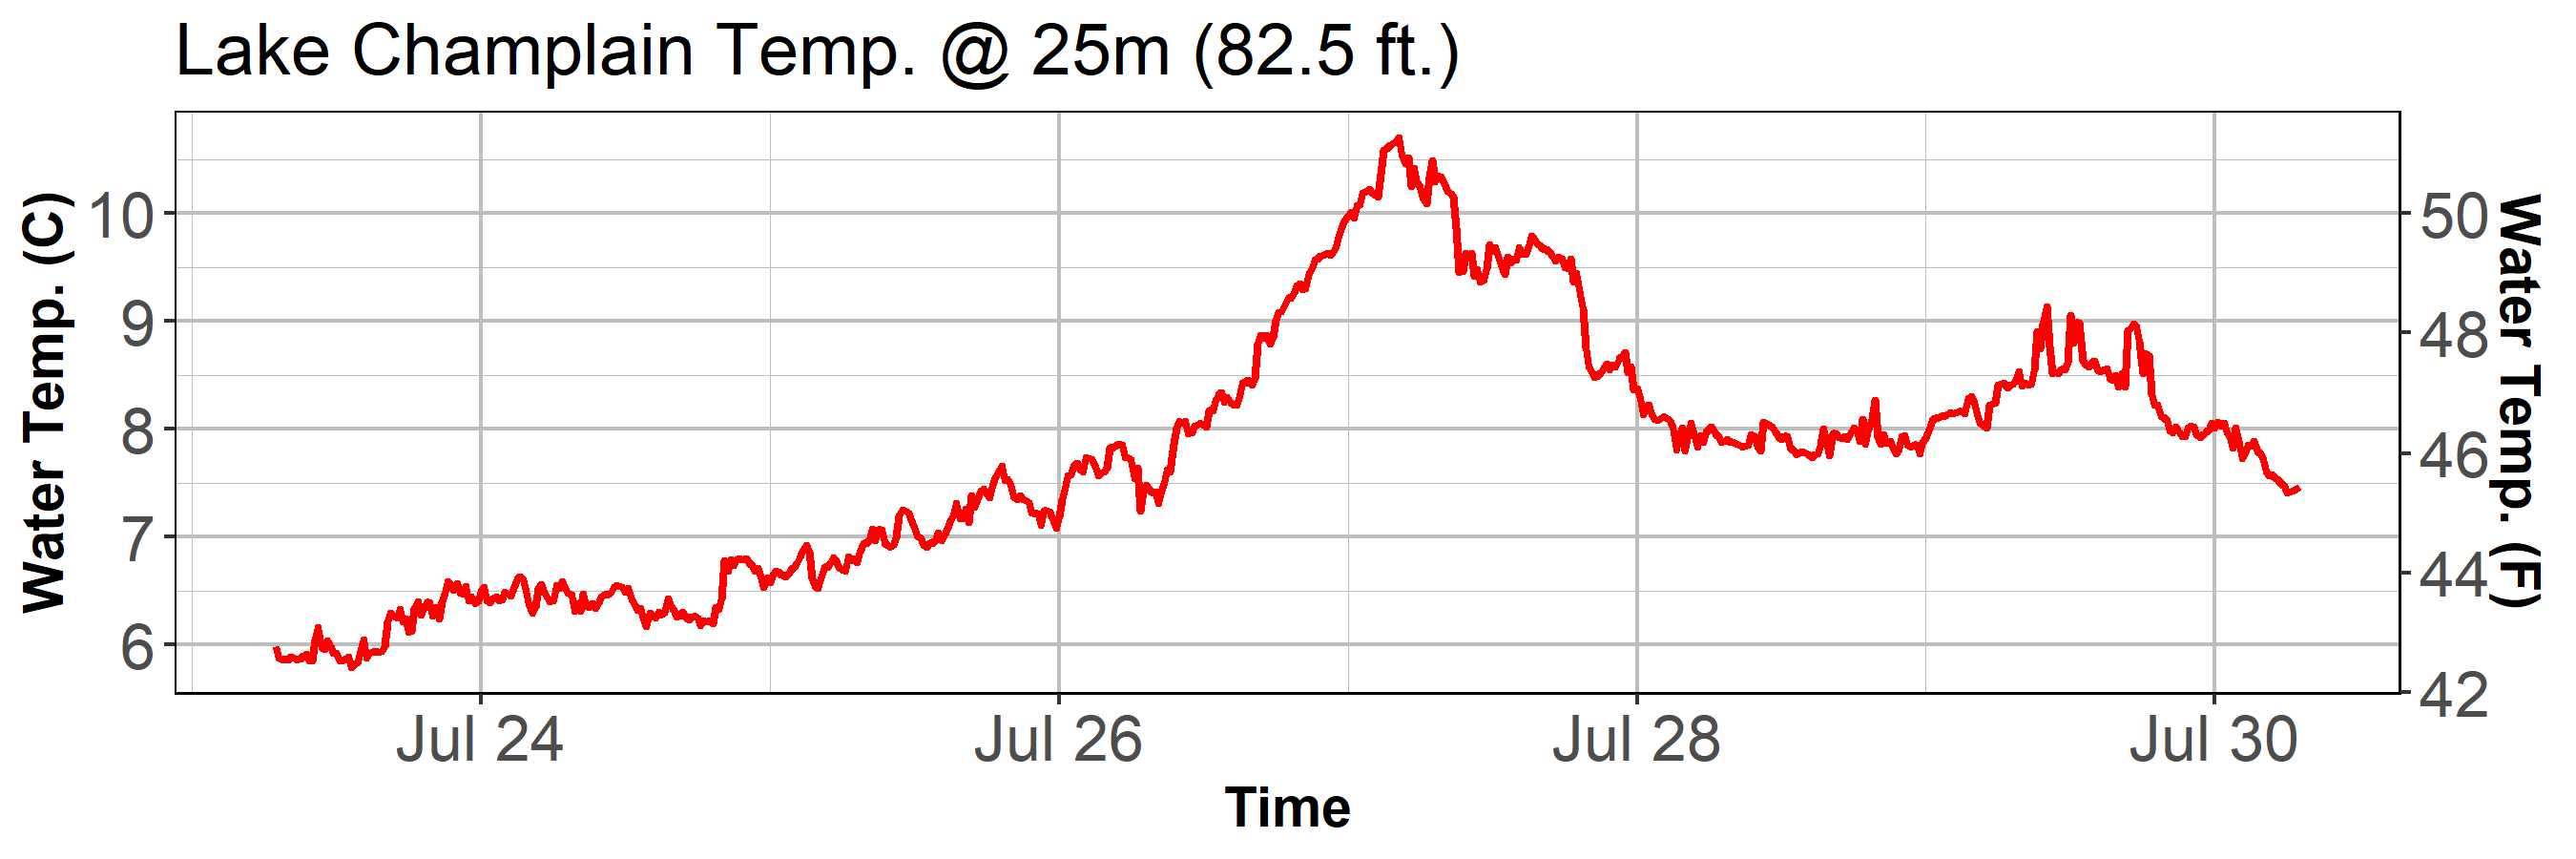 Lake Champlain Temp. @ 25m (82.5 ft.)
Water Temp. (C)
10
9
8
7
6
50
48
46
44
42
Water Temp. (F)
Jul 24
Jul 26
Jul 28
Jul 30
Time